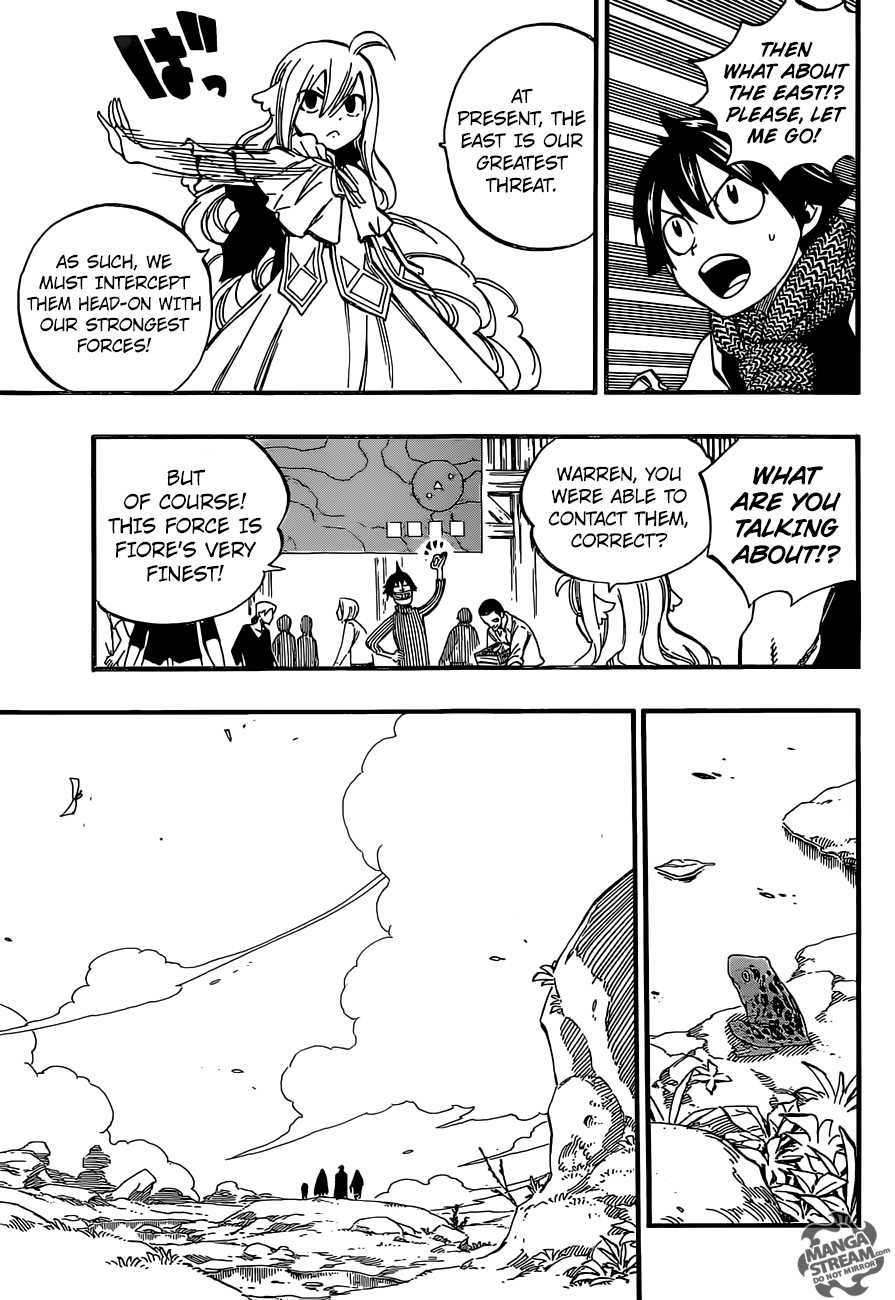 THEN
WHAT ABOUT
THE EAST!?
PLEASE, LET
ME GO!
AT
PRESENT, THE
EAST IS OUR
GREATEST
THREAT.
ばっ
AS SUCH, WE
MUST INTERCEPT
THEM HEAD-ON WITH
OUR STRONGEST
FORCES!
WHAT
ARE YOU
TALKING
ABOUT!?
WARREN, YOU
WERE ABLE TO
CONTACT THEM,
CORRECT?
BUT
OF COURSE!
THIS FORCE IS
FIORE'S VERY
FINEST!
MANGA
STREAM.com
DO NOT MIRROR!